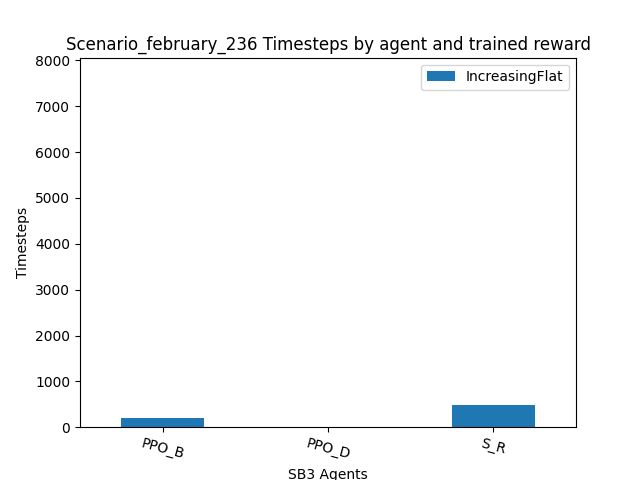 Scenario_february_236 Timesteps by agent and trained reward
IncreasingFlat
8000
7000
6000
5000
4000
3000
2000
1000
0
Timesteps
PPO_B
PPO_D
S_R
SB3 Agents